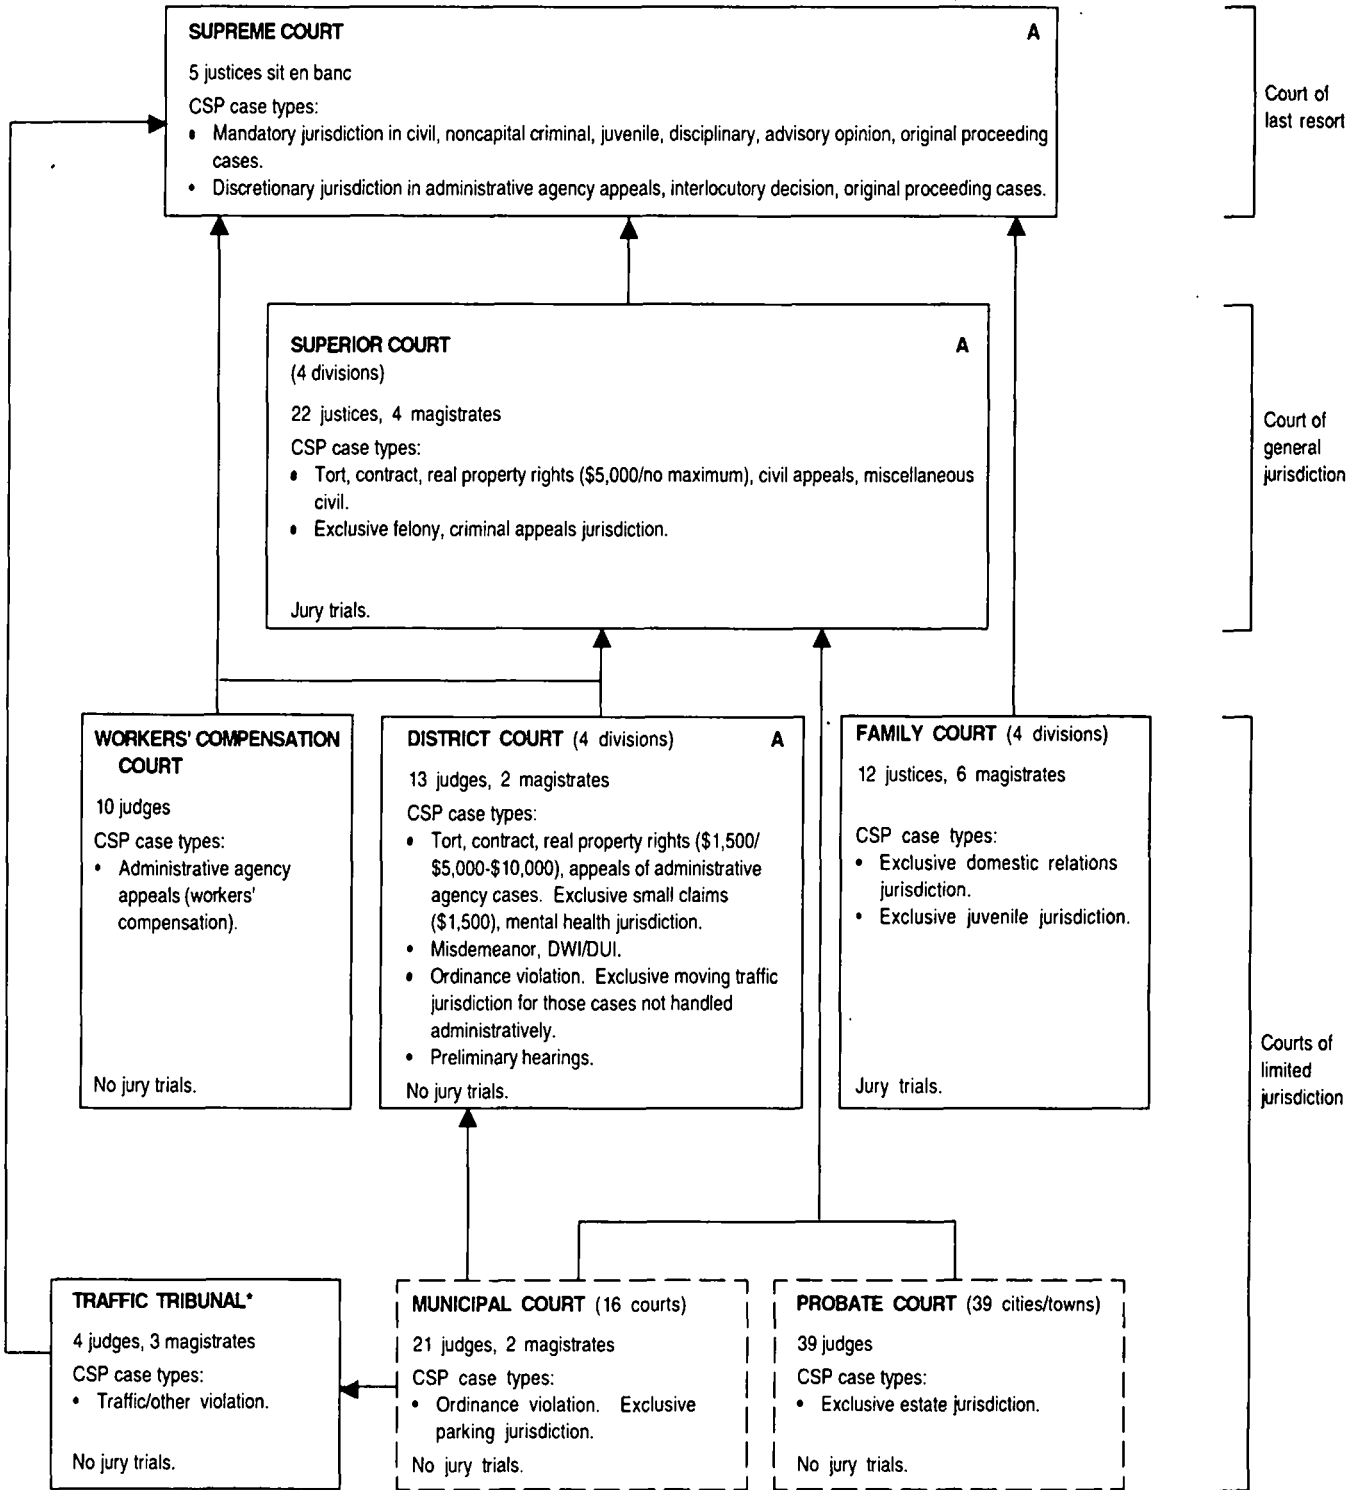 SUPREME COURT A
5 justices sit en banc
CSP case types:
• Mandatory jurisdiction in civil, noncapital criminal, juvenile, disciplinary, advisory opinion, original proceeding
cases.
• Discretionary jurisdiction in administrative agency appeals, interlocutory decision, original proceeding cases.
Court of
last resort
SUPERIOR COURT A
(4 divisions)
22 justices, 4 magistrates
CSP case types:
• Tort, contract, real property rights ($5,000/no maximum), civil appeals, miscellaneous
civil.
• Exclusive felony, criminal appeals jurisdiction.
Jury trials.
Court of
general
jurisdiction
WORKERS' COMPENSATION
COURT
10 judges
CSP case types:
• Administrative agency
appeals (workers'
compensation).
No jury trials.
DISTRICT COURT (4 divisions) A
13 judges, 2 magistrates
CSP case types:
• Tort, contract, real property rights ($1,500/
$5,000-$10,000), appeals of administrative
agency cases. Exclusive small claims
($1,500), mental health jurisdiction.
• Misdemeanor, DWI/DUI.
• Ordinance violation. Exclusive moving traffic
jurisdiction for those cases not handled
administratively.
• Preliminary hearings.
No jury trials.
FAMILY COURT (4 divisions)
12 justices, 6 magistrates
CSP case types:
• Exclusive domestic relations
jurisdiction.
• Exclusive juvenile jurisdiction.
Jury trials.
Courts of
limited
jurisdiction
TRAFFIC TRIBUNAL*
4 judges, 3 magistrates
CSP case types:
• Traffic/other violation.
No jury trials.
MUNICIPAL COURT (16 courts)
21 judges, 2 magistrates
CSP case types:
• Ordinance violation. Exclusive
parking jurisdiction.
No jury trials.
PROBATE COURT (39 cities/towns)
39 judges
CSP case types:
• Exclusive estate jurisdiction.
No jury trials.